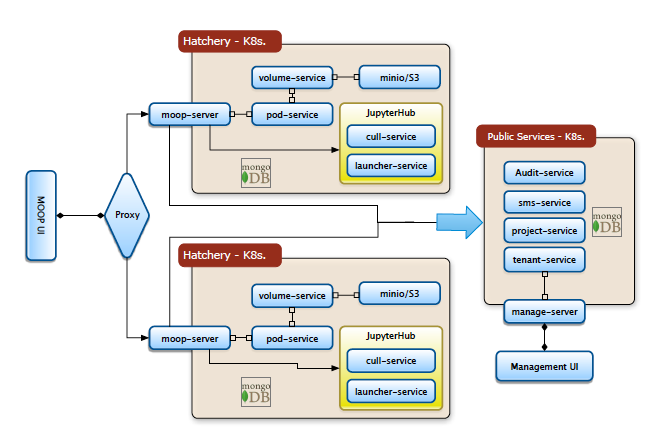 Hatchery - K8s.
volume-service
minio/S3
moop-server
pod-service
JupyterHub
cull-service
launcher-service
mongo
DB
Public Services - K8s.
Audit-service
sms-service
project-service
tenant-service
mongo
DB
manage-server
Management UI
MOOP UI
Proxy
Hatchery - K8s.
volume-service
minio/S3
moop-server
pod-service
JupyterHub
cull-service
launcher-service
mongo
DB